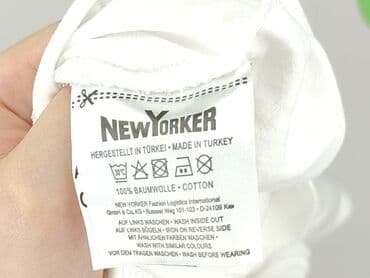 NEWYORKER
HERGESTELLT IN TÜRKEI • MADE IN TURKEY
100% BAUMWOLLE • COTTON
NEW YORKER Fashion Logistics International
GmbH & Co. KG • Russeer Weg 101-103 • D-24109 Kiel
AUF LINKS WASCHEN • WASH INSIDE OUT
AUF LINKS BÜGELN • IRON ON REVERSE SIDE
MIT ÄHNLICHEN FARBEN WASCHEN •
WASH WITH SIMILAR COLOURS
VOR DEM TRAGEN WASCHEN • WASH BEFORE WEARING